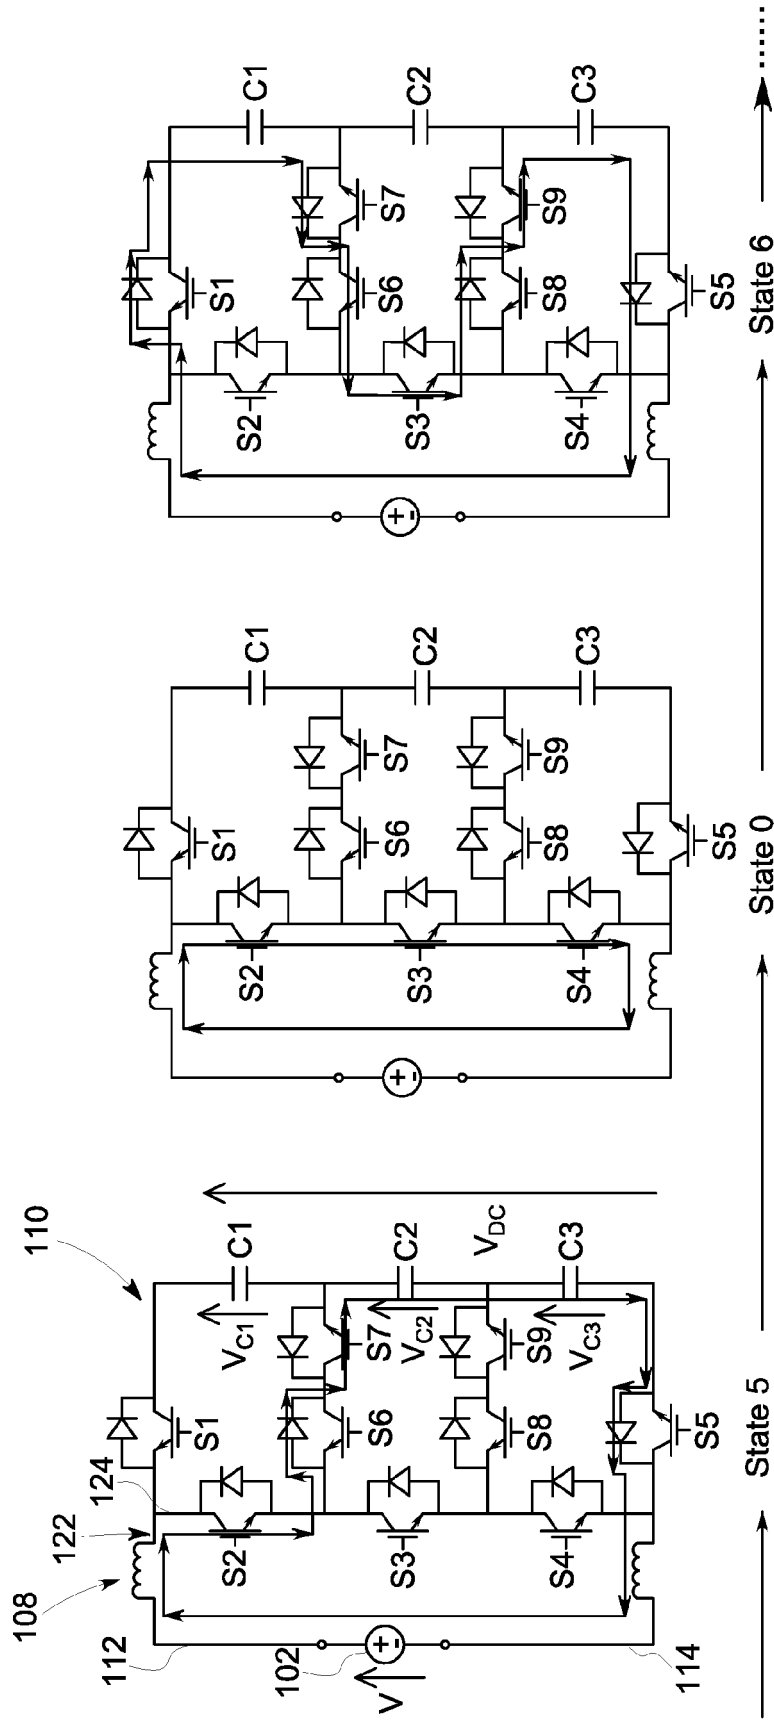 110
108
122
124
112
102
114
V
+
-
S1
S2
S3
S4
S5
S6
S7
S8
S9
C1
C2
C3
VC1
VC2
VC3
VDC
State 5
+
-
S1
S2
S3
S4
S5
S6
S7
S8
S9
C1
C2
C3
State 0
+
-
S1
S2
S3
S4
S5
S6
S7
S8
S9
C1
C2
C3
State 6
......